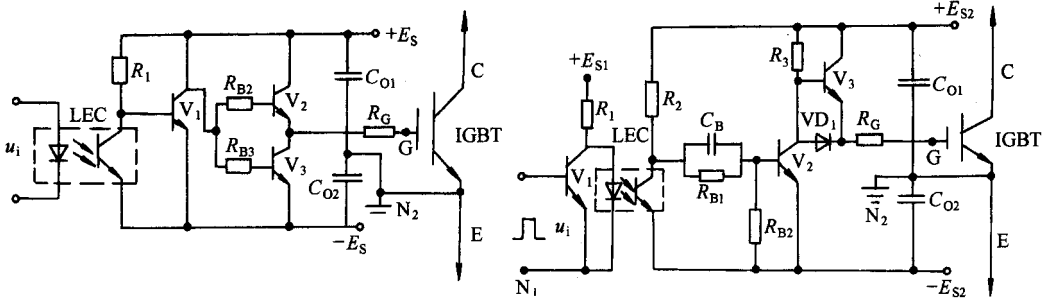 +E_S
R_1
C_O1
C
R_B2
V_1
V_2
LEC
R_G
IGBT
u_i
G
R_B3
V_3
C_O2
N_2
E
−E_S
+E_S2
R_3
+E_S1
V_3
C_O1
C
R_1
R_2
LEC
C_B
VD_1
R_G
IGBT
V_1
V_2
G
R_B1
N_2
C_O2
u_i
R_B2
E
N_1
−E_S2